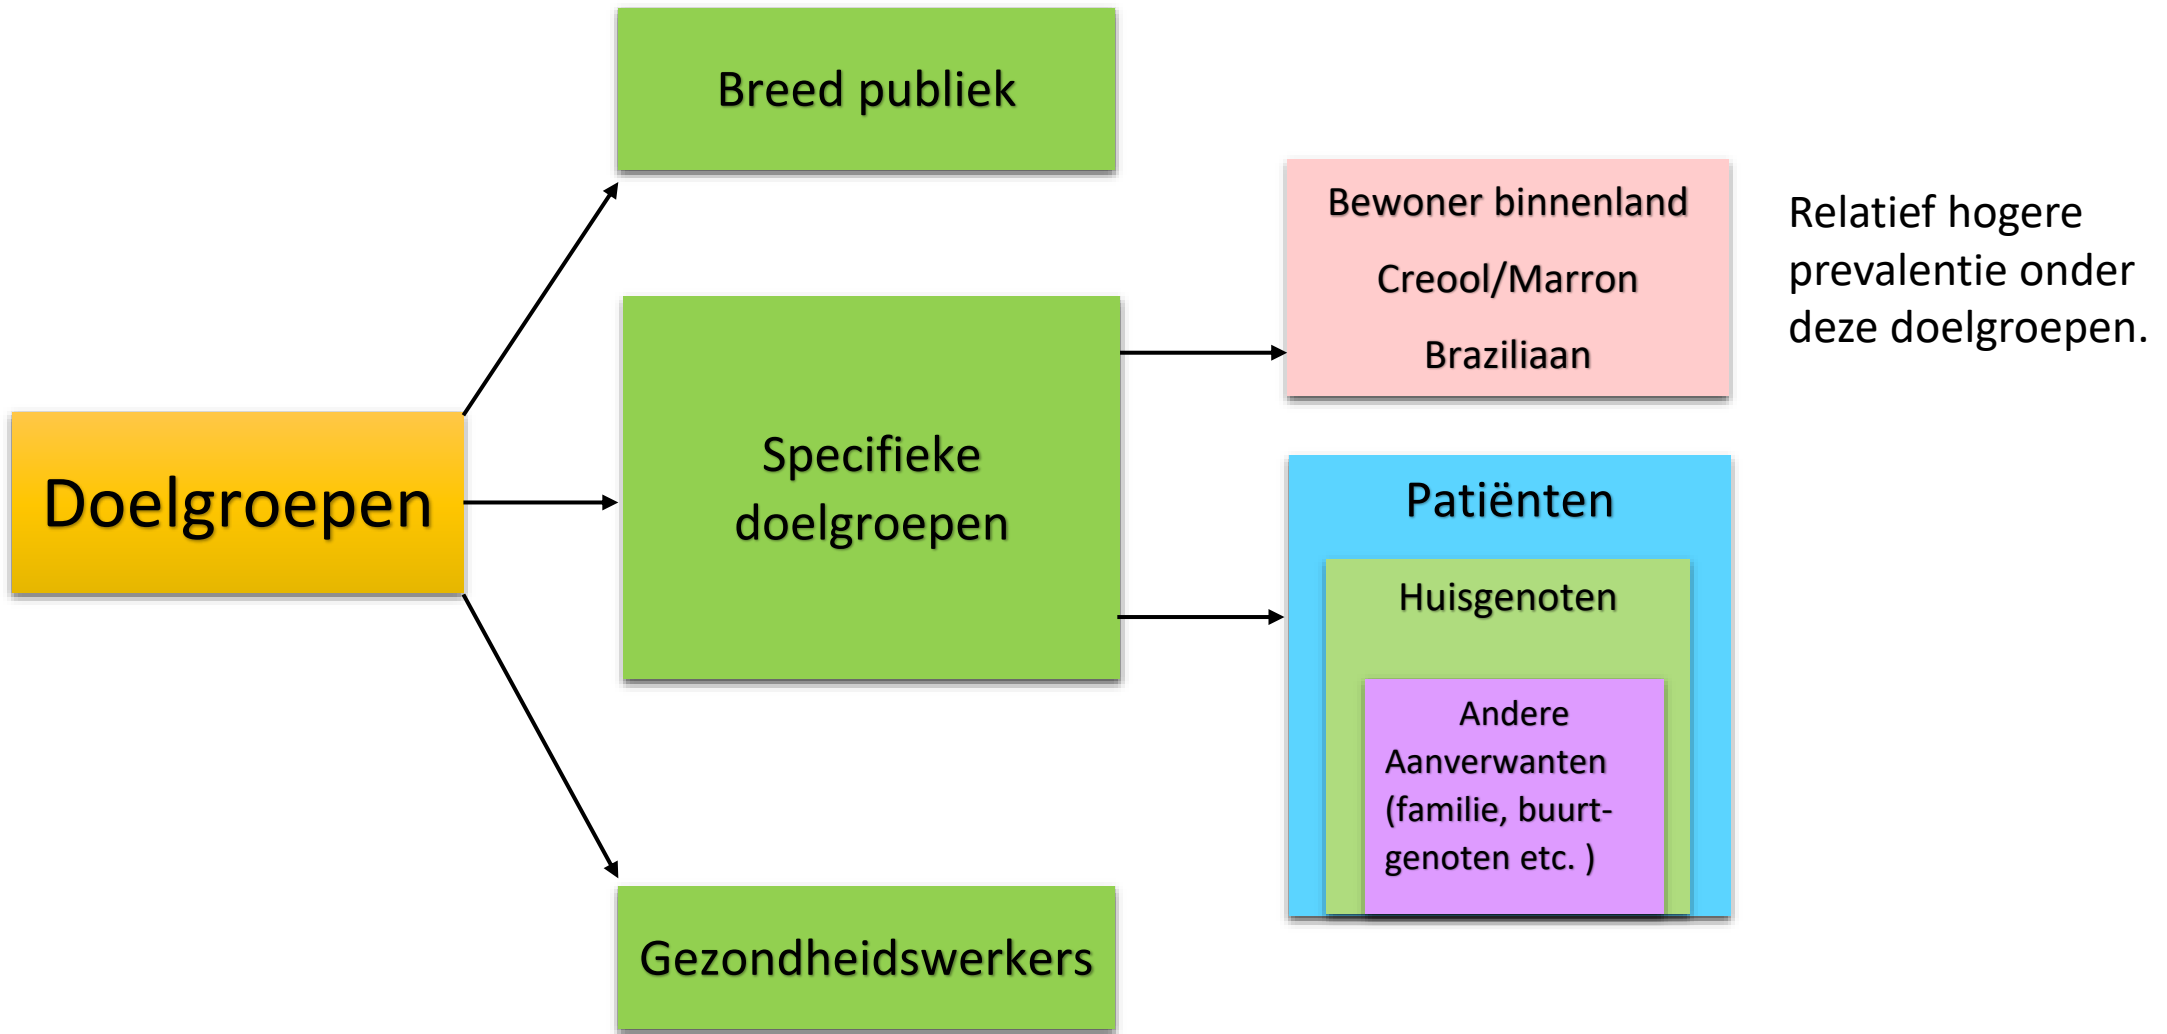 Breed publiek
Bewoner binnenland
Creool/Marron
Braziliaan
Relatief hogere
prevalentie onder
deze doelgroepen.
Doelgroepen
Specifieke
doelgroepen
Patiënten
Huisgenoten
Andere
Aanverwanten
(familie, buurt-
genoten etc. )
Gezondheidswerkers